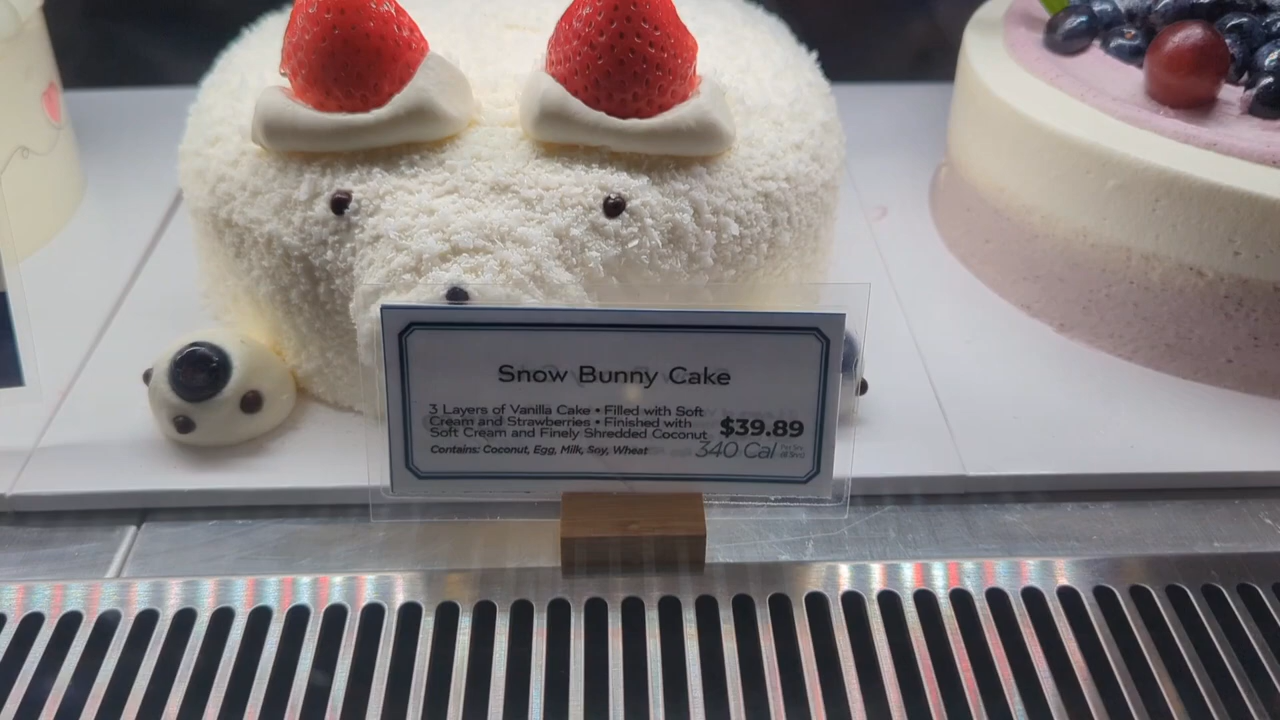 Snow Bunny Cake
3 Layers of Vanilla Cake • Filled with Soft
Cream and Strawberries • Finished with
Soft Cream and Finely Shredded Coconut
$39.89
Contains: Coconut, Egg, Milk, Soy, Wheat
340 Cal